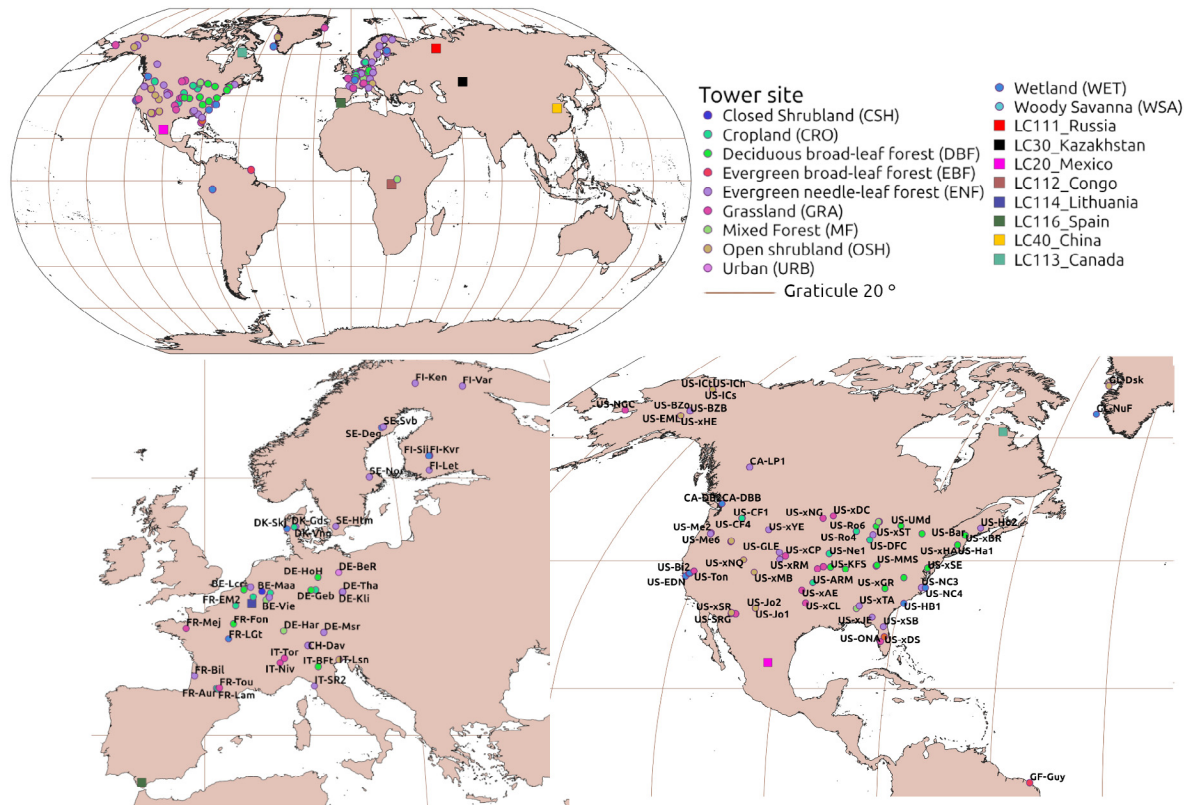 Tower site
Closed Shrubland (CSH)
Cropland (CRO)
Deciduous broad-leaf forest (DBF)
Evergreen broad-leaf forest (EBF)
Evergreen needle-leaf forest (ENF)
Grassland (GRA)
Mixed Forest (MF)
Open shrubland (OSH)
Urban (URB)
Graticule 20 º
Wetland (WET)
Woody Savanna (WSA)
LC111_Russia
LC30_Kazakhstan
LC20_Mexico
LC112_Congo
LC114_Lithuania
LC116_Spain
LC40_China
LC113_Canada
FI-Ken
FI-Var
SE-Svb
SE-Deg
FI-Sii
FI-Kvr
FI-Let
SE-Nor
DK-Skj
DK-Gds
DK-Vng
SE-Htm
DE-HoH
DE-BeR
BE-Lcr
BE-Maa
DE-Tha
DE-Geb
DE-Kli
FR-EM2
BE-Vie
FR-Mej
FR-Fon
DE-Har
DE-Msr
FR-LGt
CH-Dav
IT-Tor
IT-BFt
IT-Lsn
IT-Niv
FR-Bil
FR-Tou
IT-SR2
FR-Aur
FR-Lam
US-ICt
US-ICh
US-ICs
US-NGC
US-BZo
US-BZB
US-EML
US-xHE
GL-Dsk
GL-NuF
CA-LP1
CA-DB2
CA-DBB
US-CF1
US-xNG
US-xDC
US-Me2
US-CF4
US-xYE
US-Ro6
US-UMd
US-Ho2
US-Me6
US-Ro4
US-xST
US-Bar
US-xBR
US-GLE
US-xCP
US-Ne1
US-DFC
US-xHA
US-Ha1
US-xNQ
US-xRM
US-KFS
US-MMS
US-xSE
US-Bi2
US-Ton
US-EDN
US-xMB
US-ARM
US-xGR
US-NC3
US-NC4
US-xAE
US-xTA
US-HB1
US-xSR
US-Jo2
US-xCL
US-SRG
US-Jo1
US-xJE
US-xSB
US-ONA
US-xDS
GF-Guy